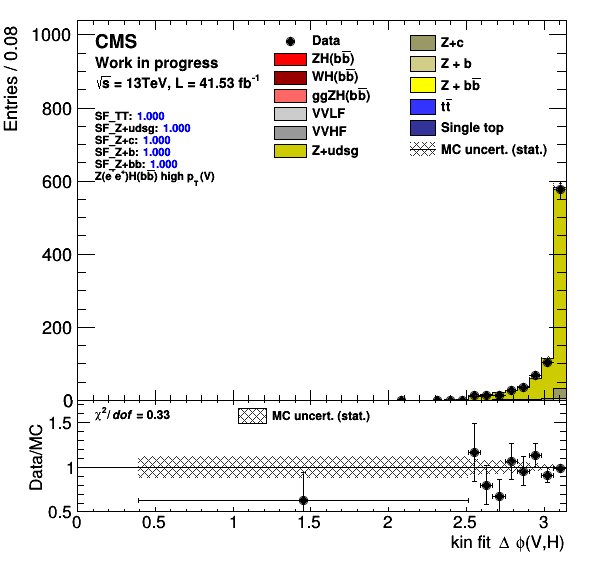 CMS
Work in progress
√s = 13TeV, L = 41.53 fb⁻¹
SF_TT: 1.000
SF_Z+udsg: 1.000
SF_Z+c: 1.000
SF_Z+b: 1.000
SF_Z+bb: 1.000
Z(e⁻e⁺)H(bb̅) high p_T(V)
Data
ZH(bb̅)
WH(bb̅)
ggZH(bb̅)
VVLF
VVHF
Z+udsg
Z+c
Z + b
Z + bb̅
tt̅
Single top
MC uncert. (stat.)
Entries / 0.08
1000
800
600
400
200
0
χ²/dof = 0.33
MC uncert. (stat.)
Data/MC
1.5
1
0.5
0 0.5 1 1.5 2 2.5 3
kin fit Δ φ(V,H)